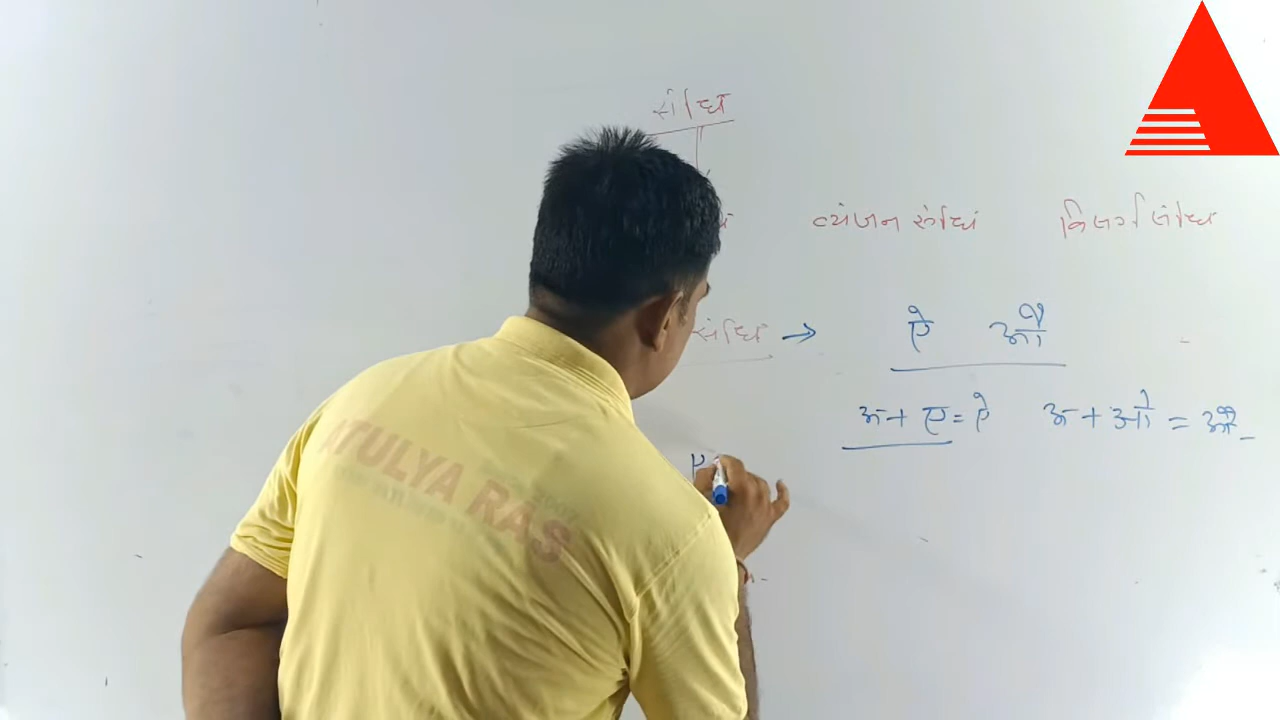 संधि
व्यंजन संधि विसर्ग संधि
संधि → ऐ औ
अ + ए = ऐ अ + ओ = औ
ATULYA RAS